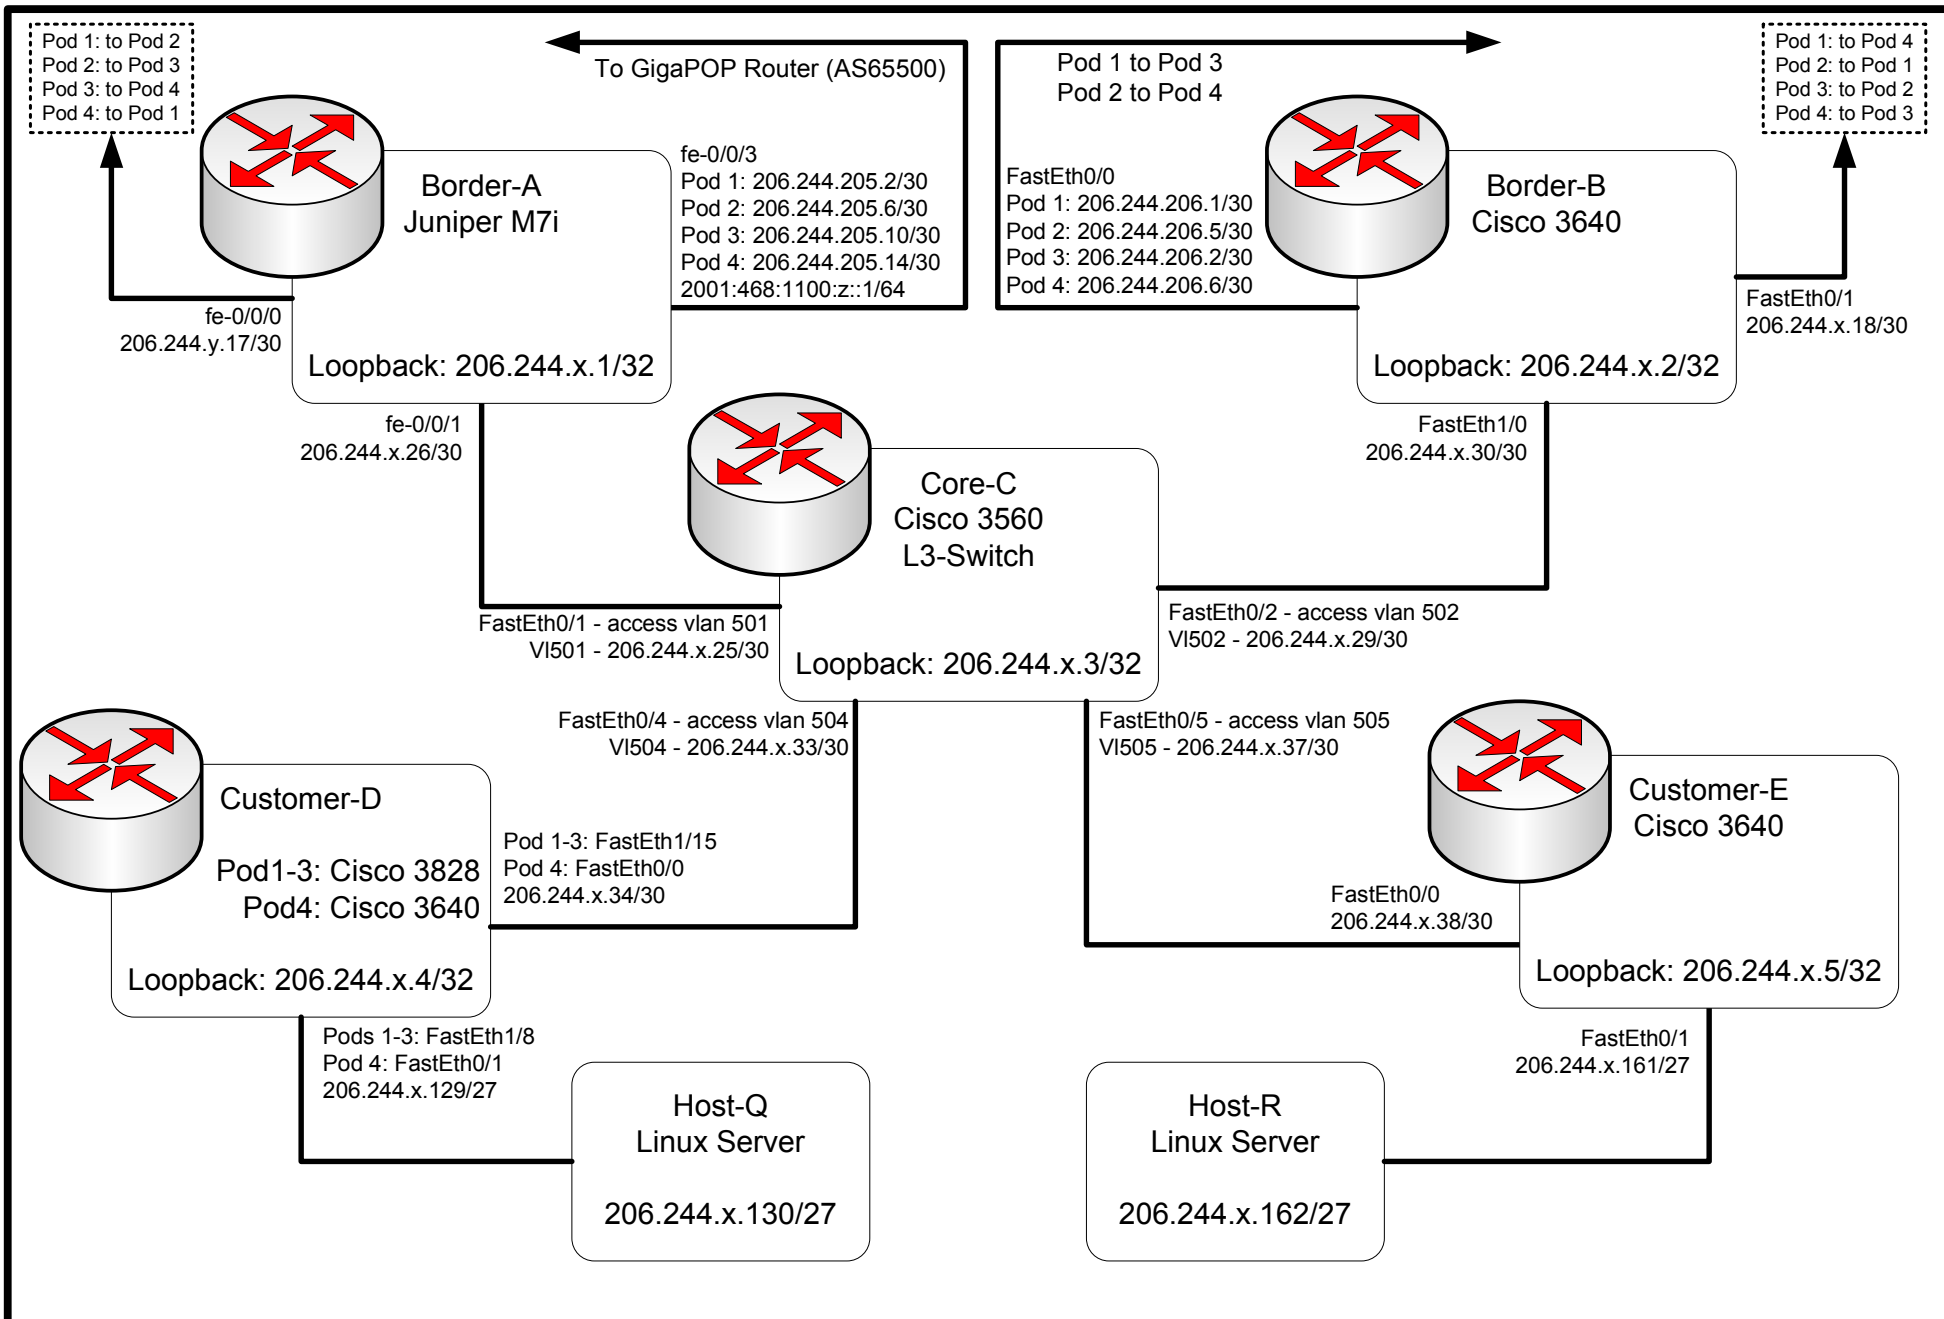 Pod 1: to Pod 2
Pod 2: to Pod 3
Pod 3: to Pod 4
Pod 4: to Pod 1
To GigaPOP Router (AS65500)
Pod 1 to Pod 3
Pod 2 to Pod 4
Pod 1: to Pod 4
Pod 2: to Pod 1
Pod 3: to Pod 2
Pod 4: to Pod 3
Border-A
Juniper M7i
fe-0/0/3
Pod 1: 206.244.205.2/30
Pod 2: 206.244.205.6/30
Pod 3: 206.244.205.10/30
Pod 4: 206.244.205.14/30
2001:468:1100:z::1/64
FastEth0/0
Pod 1: 206.244.206.1/30
Pod 2: 206.244.206.5/30
Pod 3: 206.244.206.2/30
Pod 4: 206.244.206.6/30
Border-B
Cisco 3640
fe-0/0/0
206.244.y.17/30
Loopback: 206.244.x.1/32
FastEth0/1
206.244.x.18/30
Loopback: 206.244.x.2/32
fe-0/0/1
206.244.x.26/30
FastEth1/0
206.244.x.30/30
Core-C
Cisco 3560
L3-Switch
FastEth0/1 - access vlan 501
Vl501 - 206.244.x.25/30
Loopback: 206.244.x.3/32
FastEth0/2 - access vlan 502
Vl502 - 206.244.x.29/30
FastEth0/4 - access vlan 504
Vl504 - 206.244.x.33/30
FastEth0/5 - access vlan 505
Vl505 - 206.244.x.37/30
Customer-D
Pod1-3: Cisco 3828
Pod4: Cisco 3640
Loopback: 206.244.x.4/32
Pod 1-3: FastEth1/15
Pod 4: FastEth0/0
206.244.x.34/30
Customer-E
Cisco 3640
FastEth0/0
206.244.x.38/30
Loopback: 206.244.x.5/32
Pods 1-3: FastEth1/8
Pod 4: FastEth0/1
206.244.x.129/27
FastEth0/1
206.244.x.161/27
Host-Q
Linux Server
206.244.x.130/27
Host-R
Linux Server
206.244.x.162/27